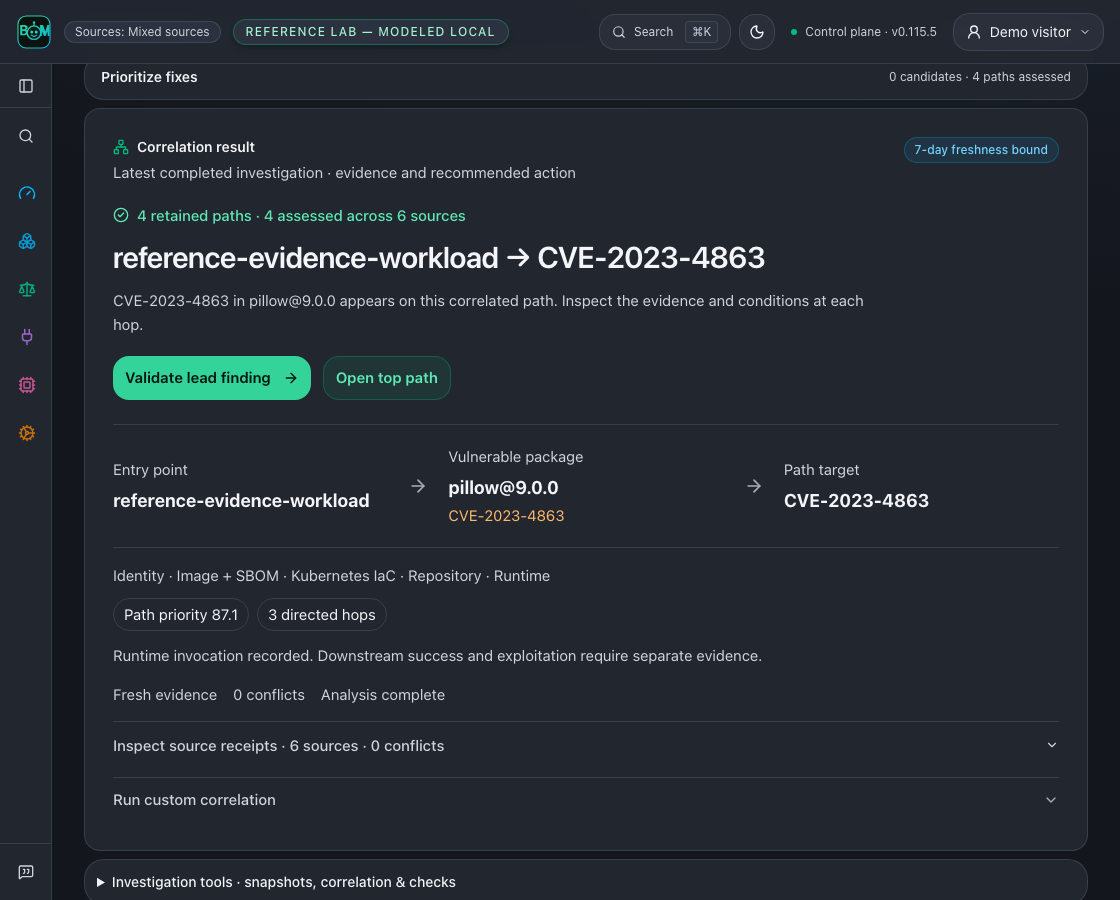 BOM
Sources: Mixed sources
REFERENCE LAB — MODELED LOCAL
Search ⌘K
Control plane · v0.115.5
Demo visitor
Prioritize fixes
0 candidates · 4 paths assessed
Correlation result
7-day freshness bound
Latest completed investigation · evidence and recommended action
4 retained paths · 4 assessed across 6 sources
reference-evidence-workload → CVE-2023-4863
CVE-2023-4863 in pillow@9.0.0 appears on this correlated path. Inspect the evidence and conditions at each
hop.
Validate lead finding →
Open top path
Entry point
reference-evidence-workload
→
Vulnerable package
pillow@9.0.0
CVE-2023-4863
→
Path target
CVE-2023-4863
Identity · Image + SBOM · Kubernetes IaC · Repository · Runtime
Path priority 87.1
3 directed hops
Runtime invocation recorded. Downstream success and exploitation require separate evidence.
Fresh evidence 0 conflicts Analysis complete
Inspect source receipts · 6 sources · 0 conflicts
Run custom correlation
Investigation tools · snapshots, correlation & checks